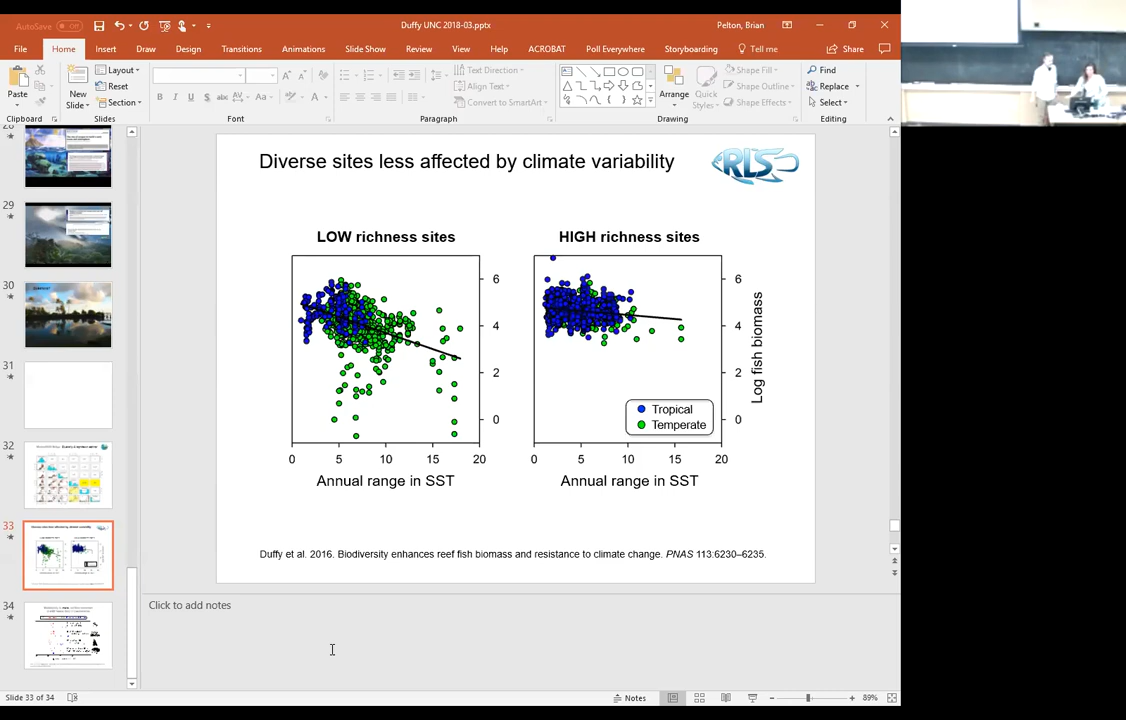 AutoSave Off
Duffy UNC 2018-03.pptx
Pelton, Brian
File Home Insert Draw Design Transitions Animations Slide Show Review View Help ACROBAT Poll Everywhere Storyboarding Tell me Share
Paste
New
Slide
Layout
Reset
Section
Text Direction
Align Text
Convert to SmartArt
Arrange
Quick
Styles
Shape Fill
Shape Outline
Shape Effects
Find
Replace
Select
Clipboard Slides Font Paragraph Drawing Editing
28
29
30
Questions?
31
32
33
34
Diverse sites less affected by climate variability
RLS
LOW richness sites
HIGH richness sites
6
4
2
0
0 5 10 15 20
Annual range in SST
6
4
2
0
0 5 10 15 20
Annual range in SST
Log fish biomass
Tropical
Temperate
Duffy et al. 2016. Biodiversity enhances reef fish biomass and resistance to climate change. PNAS 113:6230–6235.
Click to add notes
Slide 33 of 34
Notes
89%